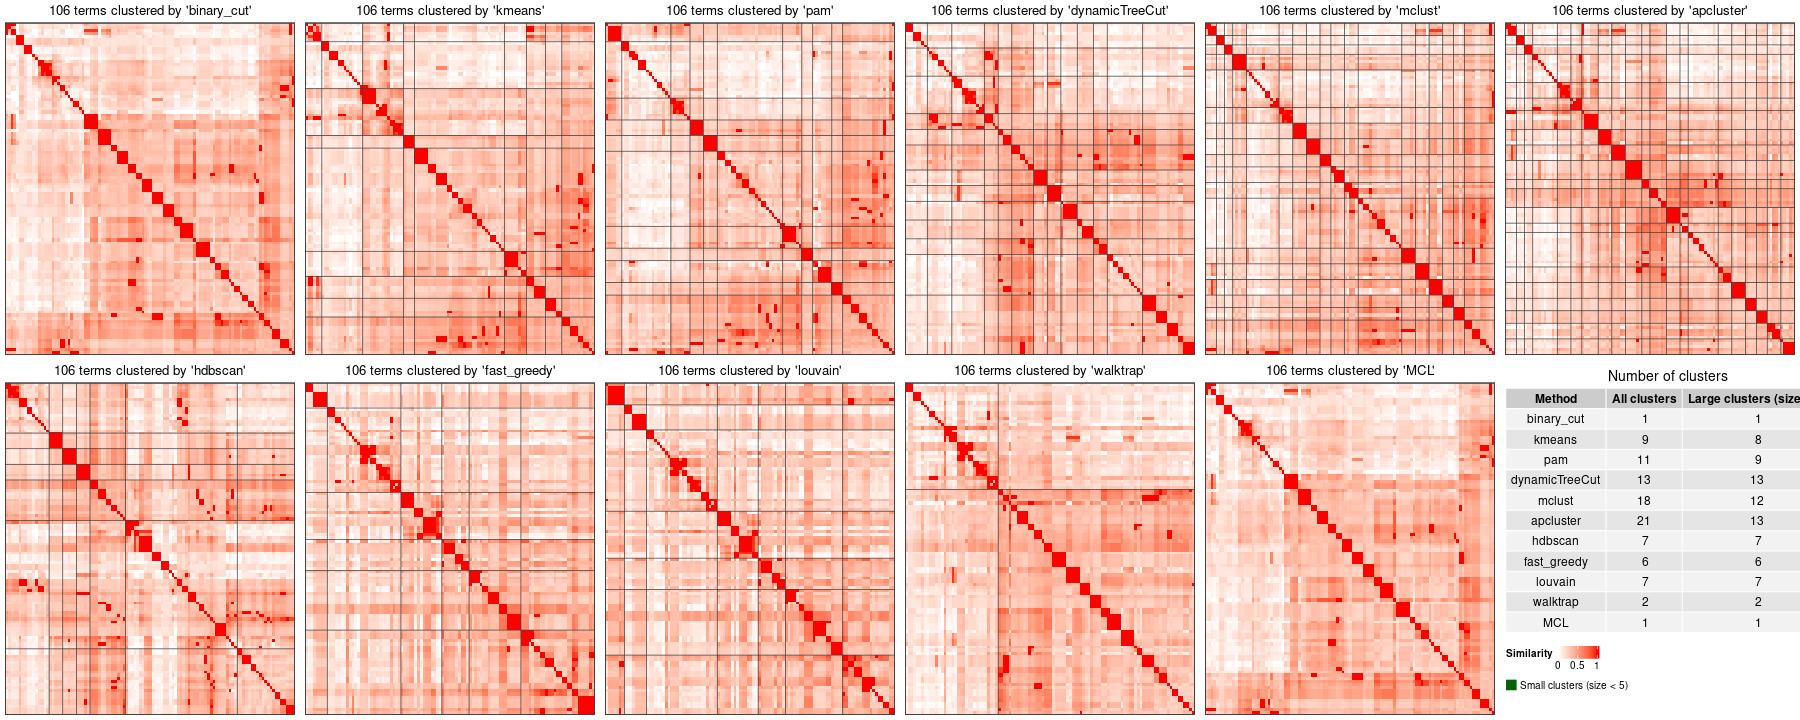 106 terms clustered by 'binary_cut'
106 terms clustered by 'kmeans'
106 terms clustered by 'pam'
106 terms clustered by 'dynamicTreeCut'
106 terms clustered by 'mclust'
106 terms clustered by 'apcluster'
106 terms clustered by 'hdbscan'
106 terms clustered by 'fast_greedy'
106 terms clustered by 'louvain'
106 terms clustered by 'walktrap'
106 terms clustered by 'MCL'
Number of clusters
Method All clusters Large clusters (size
binary_cut 1 1
kmeans 9 8
pam 11 9
dynamicTreeCut 13 13
mclust 18 12
apcluster 21 13
hdbscan 7 7
fast_greedy 6 6
louvain 7 7
walktrap 2 2
MCL 1 1
Similarity
0 0.5 1
Small clusters (size < 5)